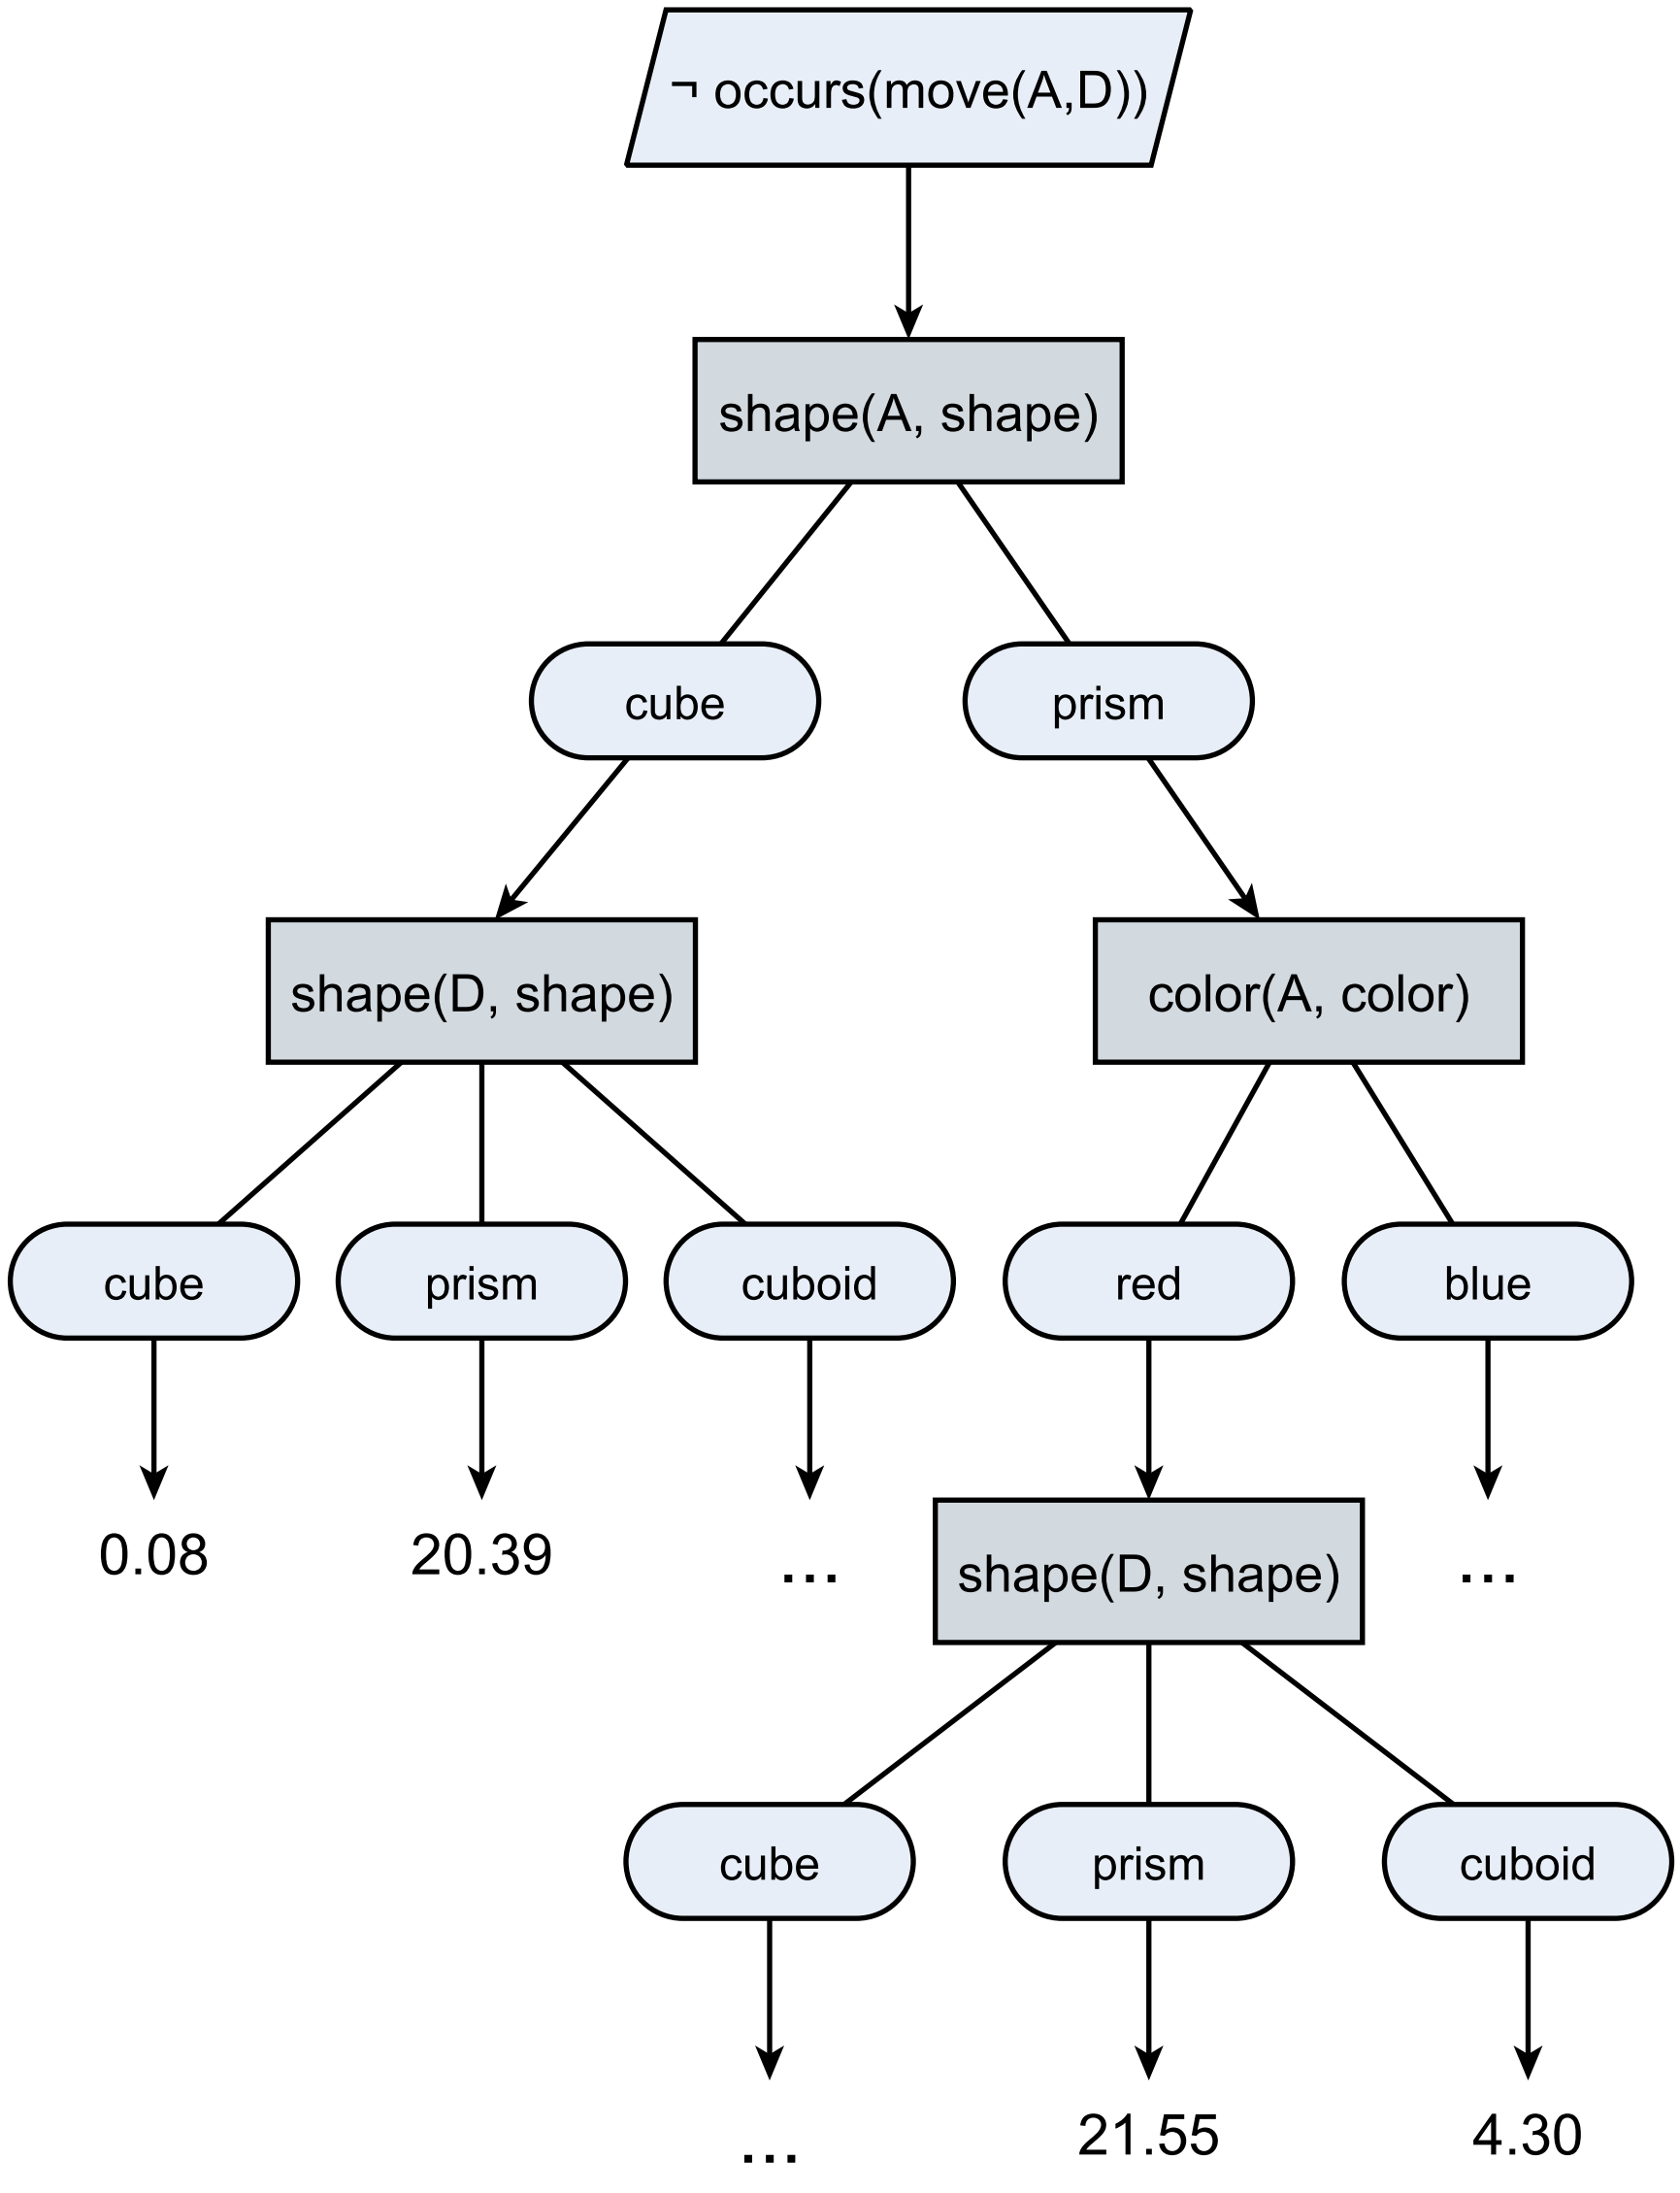 ¬ occurs(move(A,D))
shape(A, shape)
cube
prism
shape(D, shape)
color(A, color)
cube
prism
cuboid
red
blue
0.08
20.39
...
shape(D, shape)
...
cube
prism
cuboid
...
21.55
4.30